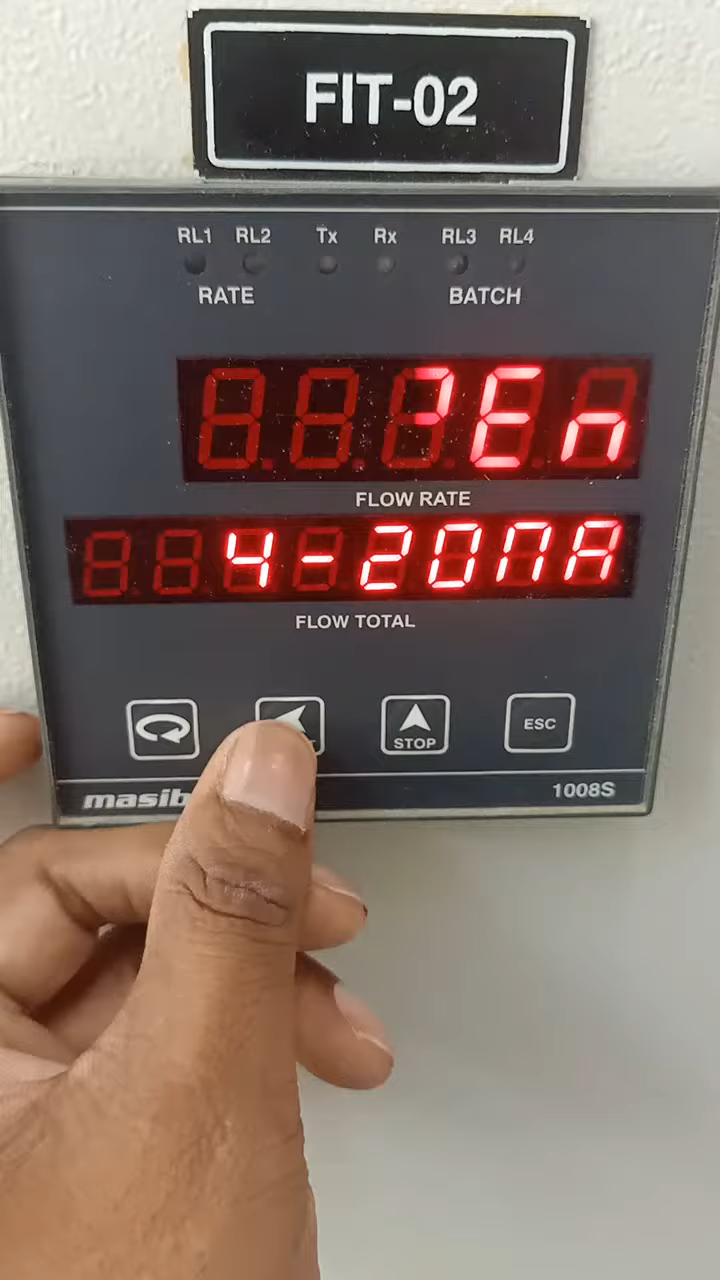 FIT-02
RL1 RL2 Tx Rx RL3 RL4
RATE BATCH
En
FLOW RATE
4-20MA
FLOW TOTAL
STOP ESC
masib
1008S